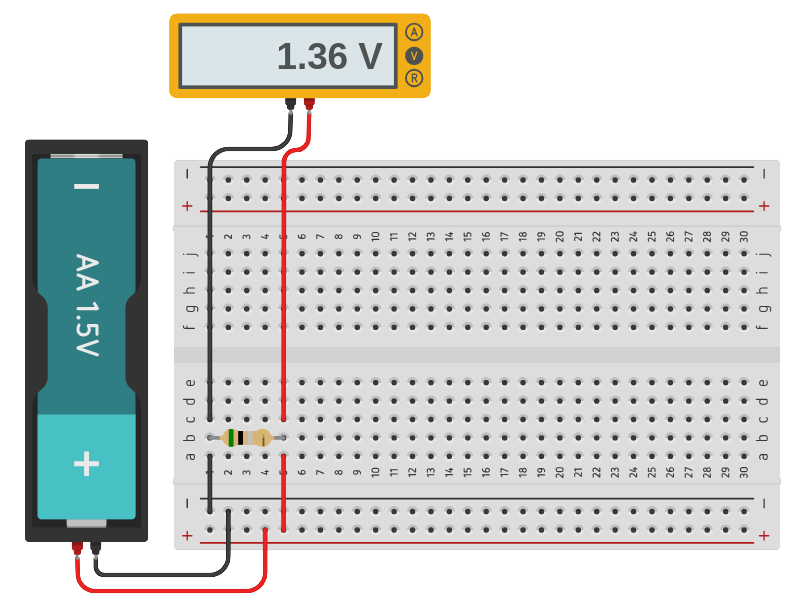 1.36 V
A
V
R
−
AA 1.5V
+
− −
+ +
1 2 3 4 5 6 7 8 9 10 11 12 13 14 15 16 17 18 19 20 21 22 23 24 25 26 27 28 29 30
j j
i i
h h
g g
f f
e e
d d
c c
b b
a a
1 2 3 4 5 6 7 8 9 10 11 12 13 14 15 16 17 18 19 20 21 22 23 24 25 26 27 28 29 30
− −
+ +